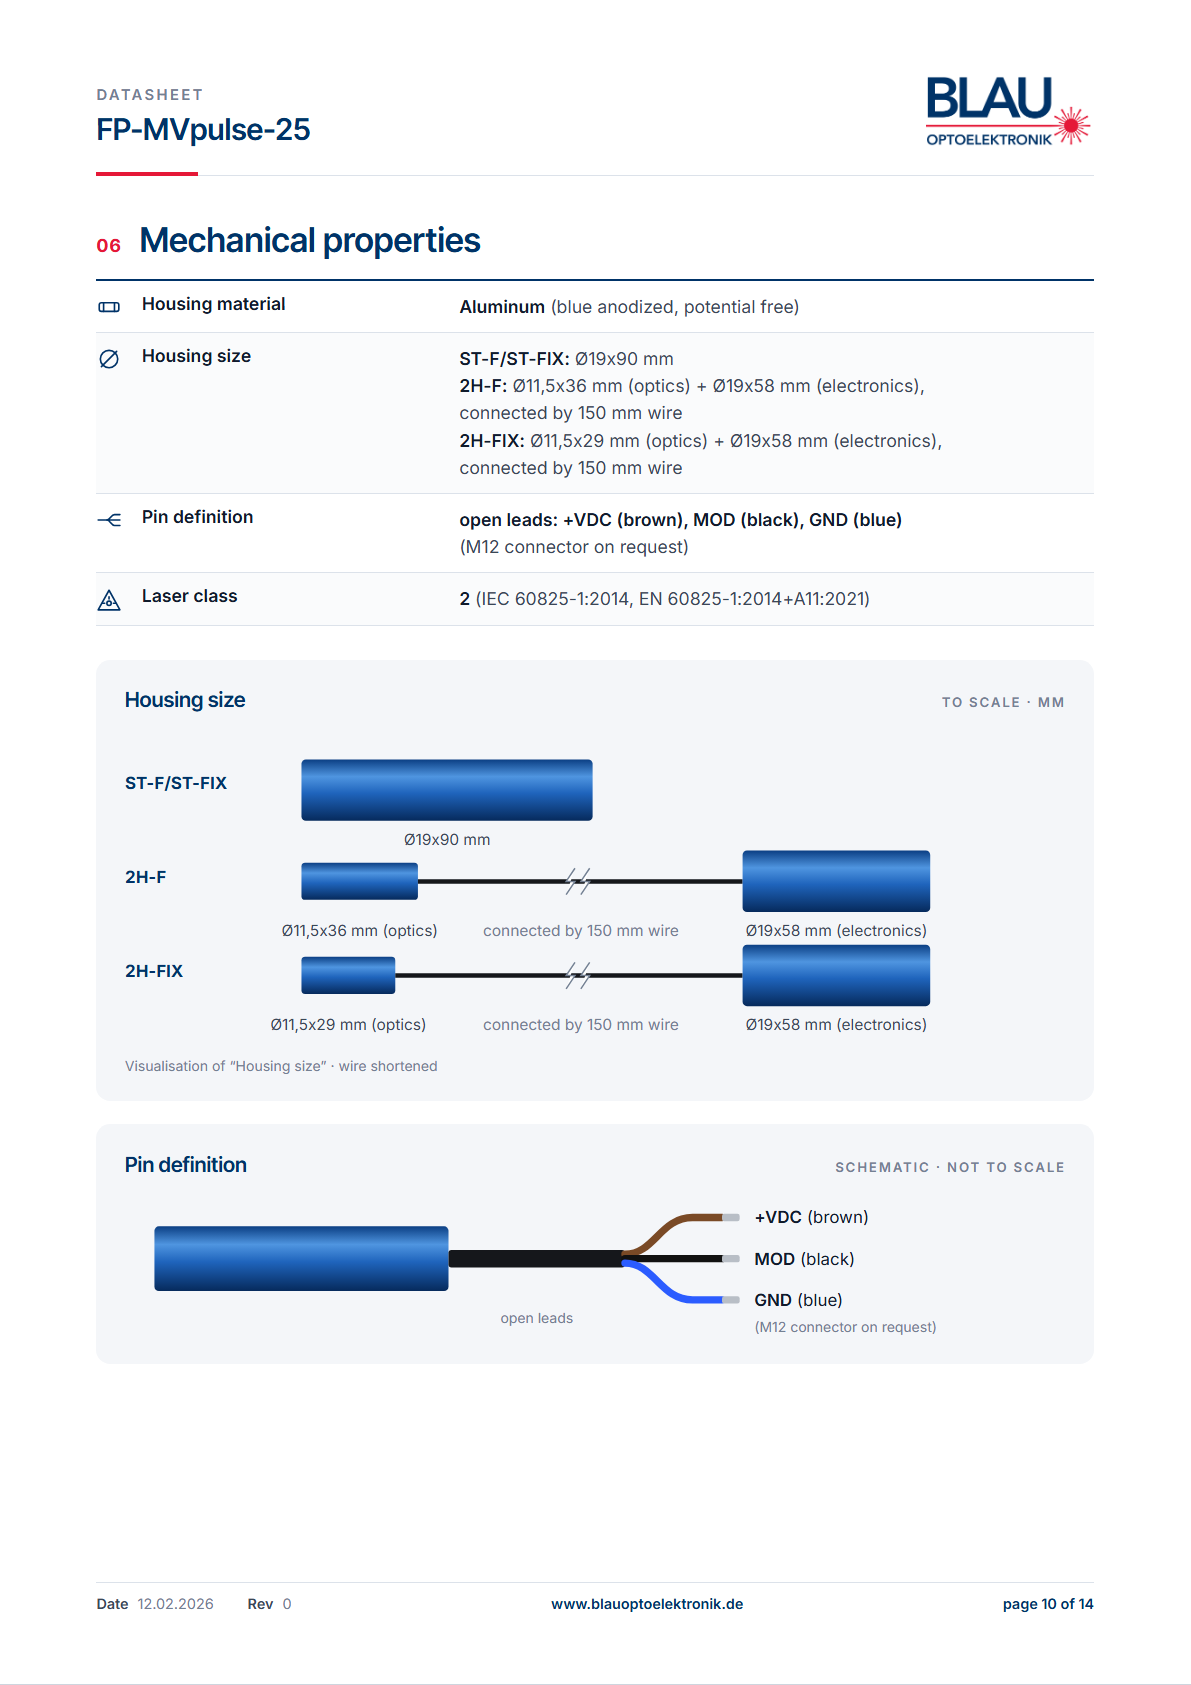 DATASHEET
FP-MVpulse-25
BLAU
OPTOELEKTRONIK
06 Mechanical properties
Housing material Aluminum (blue anodized, potential free)
Housing size ST-F/ST-FIX: Ø19x90 mm
2H-F: Ø11,5x36 mm (optics) + Ø19x58 mm (electronics),
connected by 150 mm wire
2H-FIX: Ø11,5x29 mm (optics) + Ø19x58 mm (electronics),
connected by 150 mm wire
Pin definition open leads: +VDC (brown), MOD (black), GND (blue)
(M12 connector on request)
Laser class 2 (IEC 60825-1:2014, EN 60825-1:2014+A11:2021)
Housing size TO SCALE · MM
ST-F/ST-FIX
Ø19x90 mm
2H-F
Ø11,5x36 mm (optics) connected by 150 mm wire Ø19x58 mm (electronics)
2H-FIX
Ø11,5x29 mm (optics) connected by 150 mm wire Ø19x58 mm (electronics)
Visualisation of “Housing size” · wire shortened
Pin definition SCHEMATIC · NOT TO SCALE
+VDC (brown)
MOD (black)
GND (blue)
open leads
(M12 connector on request)
Date 12.02.2026 Rev 0 www.blauoptoelektronik.de page 10 of 14